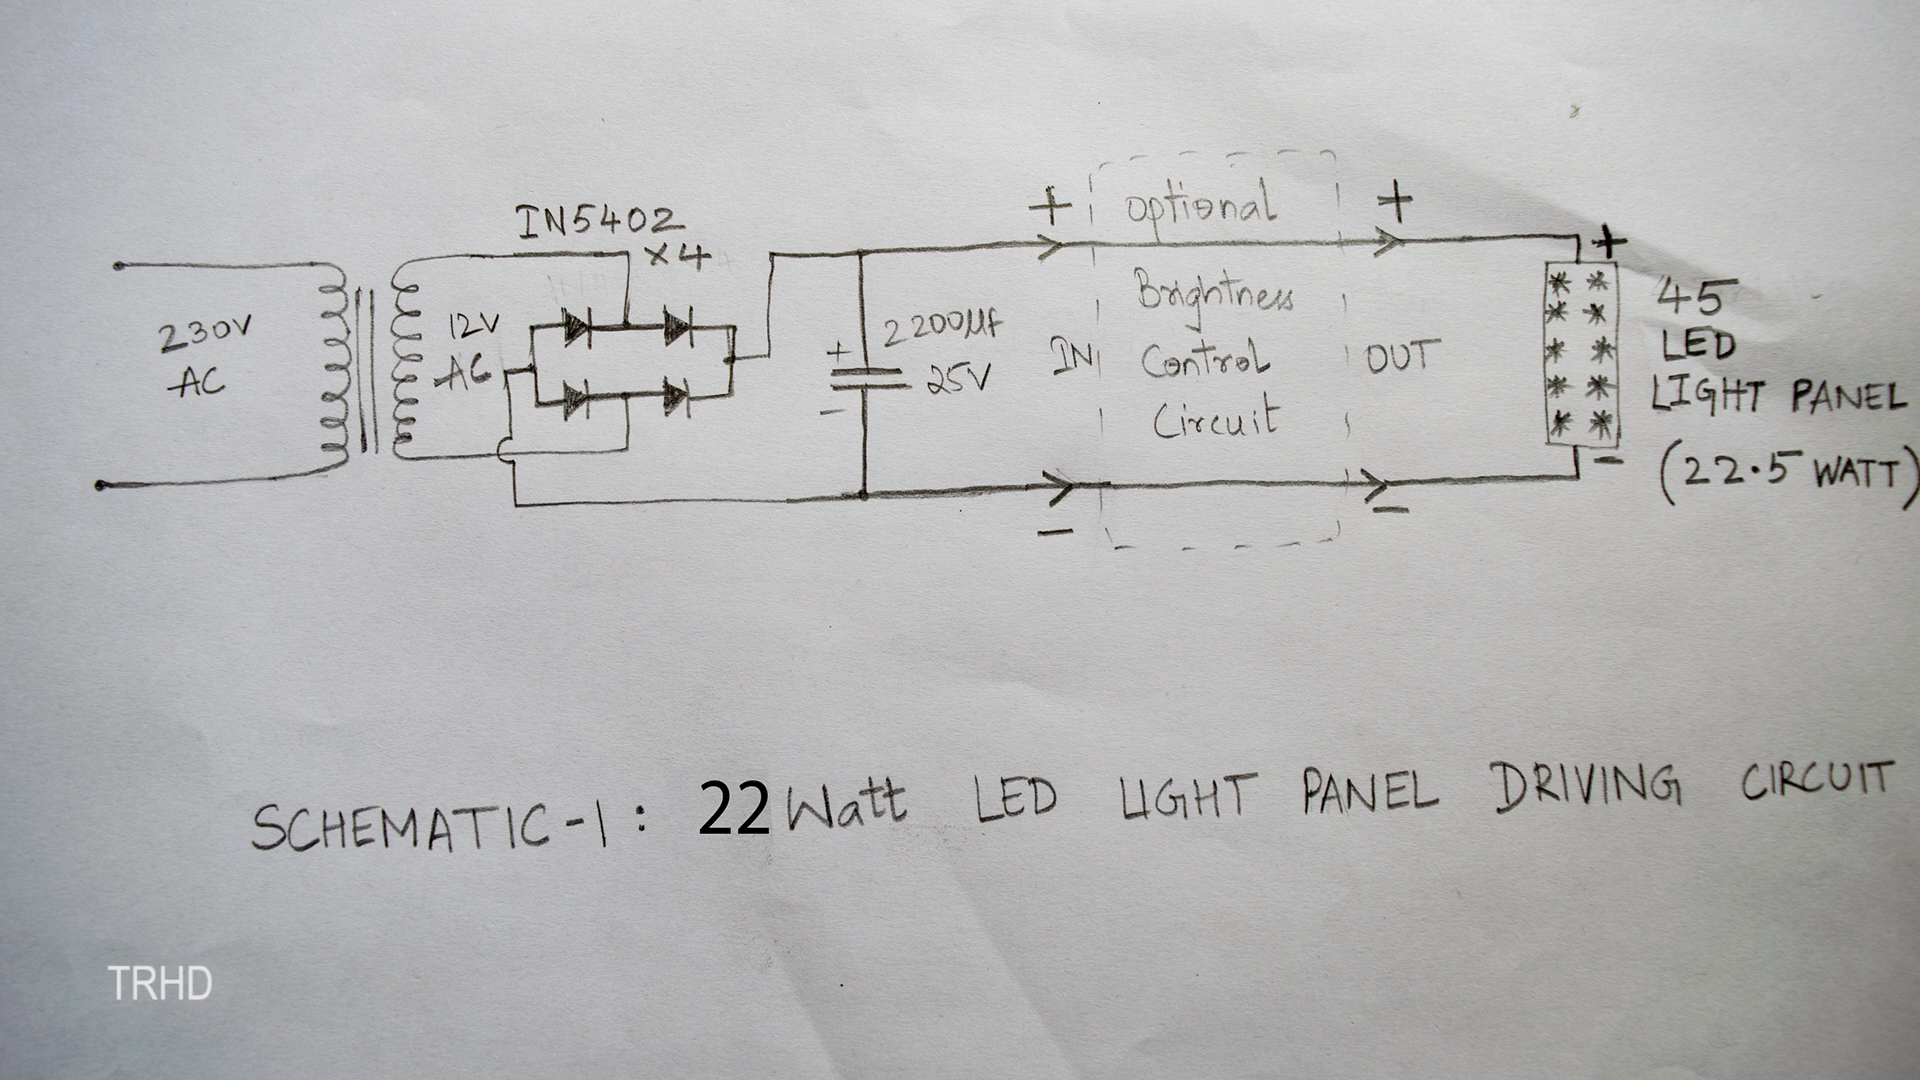 IN5402
X4
230V
AC
12V
AC
+
-
2200µf
25V
+
-
optional
Brightness
Control
Circuit
IN
OUT
+
-
+
-
45
LED
LIGHT PANEL
(22.5 WATT)
SCHEMATIC-1: 22 Watt LED LIGHT PANEL DRIVING CIRCUIT
TRHD